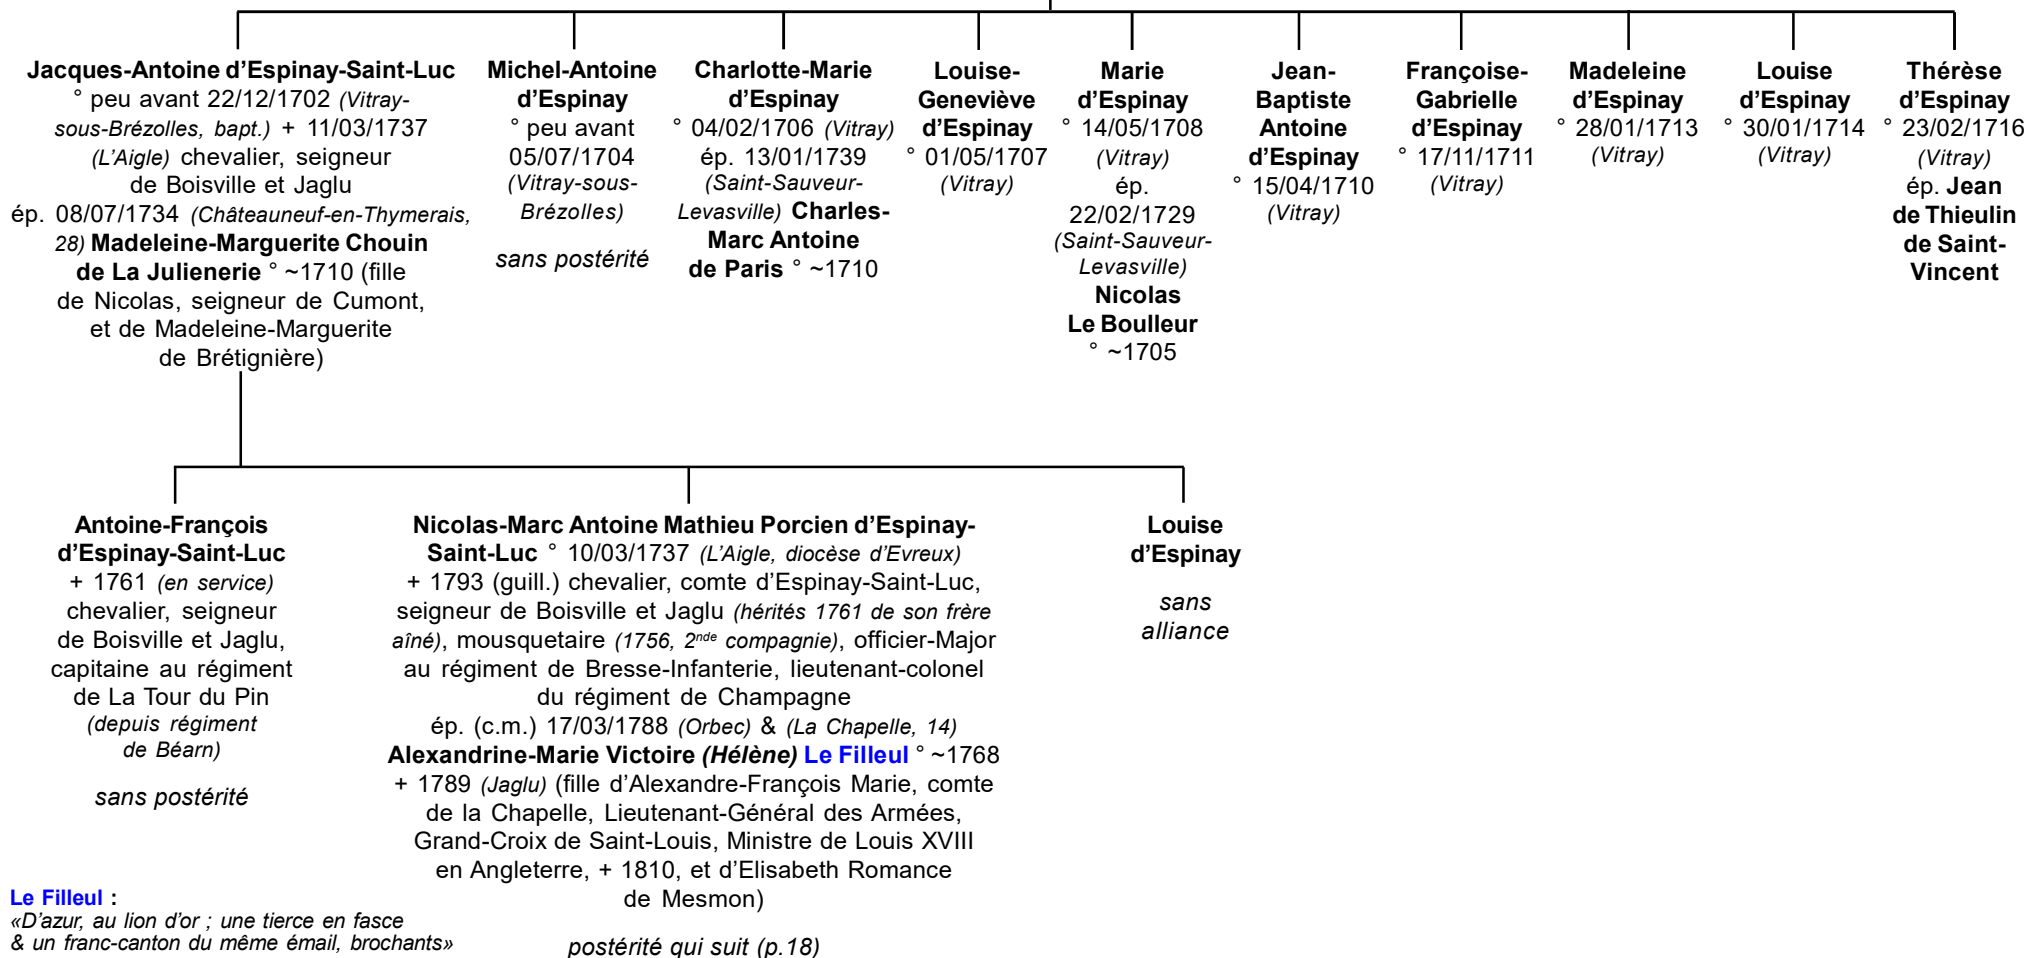 Jacques-Antoine d’Espinay-Saint-Luc
° peu avant 22/12/1702 (Vitray-
sous-Brézolles, bapt.) + 11/03/1737
(L’Aigle) chevalier, seigneur
de Boisville et Jaglu
ép. 08/07/1734 (Châteauneuf-en-Thymerais,
28) Madeleine-Marguerite Chouin
de La Julienerie ° ~1710 (fille
de Nicolas, seigneur de Cumont,
et de Madeleine-Marguerite
de Brétignière)
Michel-Antoine
d’Espinay
° peu avant
05/07/1704
(Vitray-sous-
Brézolles)
sans postérité
Charlotte-Marie
d’Espinay
° 04/02/1706 (Vitray)
ép. 13/01/1739
(Saint-Sauveur-
Levasville) Charles-
Marc Antoine
de Paris ° ~1710
Louise-
Geneviève
d’Espinay
° 01/05/1707
(Vitray)
Marie
d’Espinay
° 14/05/1708
(Vitray)
ép.
22/02/1729
(Saint-Sauveur-
Levasville)
Nicolas
Le Boulleur
° ~1705
Jean-
Baptiste
Antoine
d’Espinay
° 15/04/1710
(Vitray)
Françoise-
Gabrielle
d’Espinay
° 17/11/1711
(Vitray)
Madeleine
d’Espinay
° 28/01/1713
(Vitray)
Louise
d’Espinay
° 30/01/1714
(Vitray)
Thérèse
d’Espinay
° 23/02/1716
(Vitray)
ép. Jean
de Thieulin
de Saint-
Vincent
Antoine-François
d’Espinay-Saint-Luc
+ 1761 (en service)
chevalier, seigneur
de Boisville et Jaglu,
capitaine au régiment
de La Tour du Pin
(depuis régiment
de Béarn)
sans postérité
Nicolas-Marc Antoine Mathieu Porcien d’Espinay-
Saint-Luc ° 10/03/1737 (L’Aigle, diocèse d’Evreux)
+ 1793 (guill.) chevalier, comte d’Espinay-Saint-Luc,
seigneur de Boisville et Jaglu (hérités 1761 de son frère
aîné), mousquetaire (1756, 2nde compagnie), officier-Major
au régiment de Bresse-Infanterie, lieutenant-colonel
du régiment de Champagne
ép. (c.m.) 17/03/1788 (Orbec) & (La Chapelle, 14)
Alexandrine-Marie Victoire (Hélène) Le Filleul ° ~1768
+ 1789 (Jaglu) (fille d’Alexandre-François Marie, comte
de la Chapelle, Lieutenant-Général des Armées,
Grand-Croix de Saint-Louis, Ministre de Louis XVIII
en Angleterre, + 1810, et d’Elisabeth Romance
de Mesmon)
postérité qui suit (p.18)
Louise
d’Espinay
sans
alliance
Le Filleul :
«D’azur, au lion d’or ; une tierce en fasce
& un franc-canton du même émail, brochants»